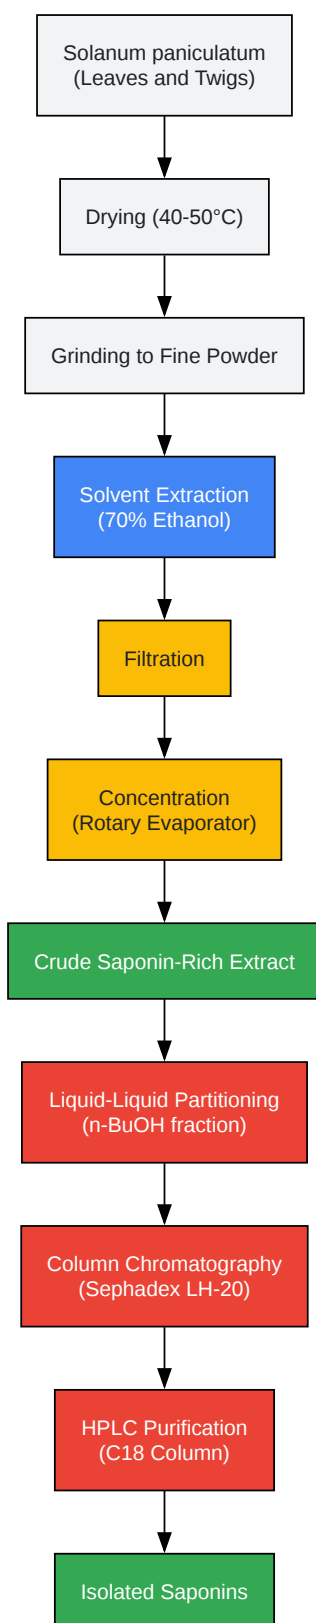 Solanum paniculatum
(Leaves and Twigs)
Drying (40-50°C)
Grinding to Fine Powder
Solvent Extraction
(70% Ethanol)
Filtration
Concentration
(Rotary Evaporator)
Crude Saponin-Rich Extract
Liquid-Liquid Partitioning
(n-BuOH fraction)
Column Chromatography
(Sephadex LH-20)
HPLC Purification
(C18 Column)
Isolated Saponins